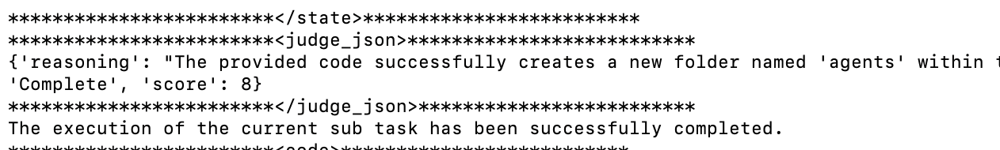 ************************</state>*************************
************************<judge_json>**************************
{'reasoning': "The provided code successfully creates a new folder named 'agents' within
'Complete', 'score': 8}
************************</judge_json>*************************
The execution of the current sub task has been successfully completed.
************************<code>**************************